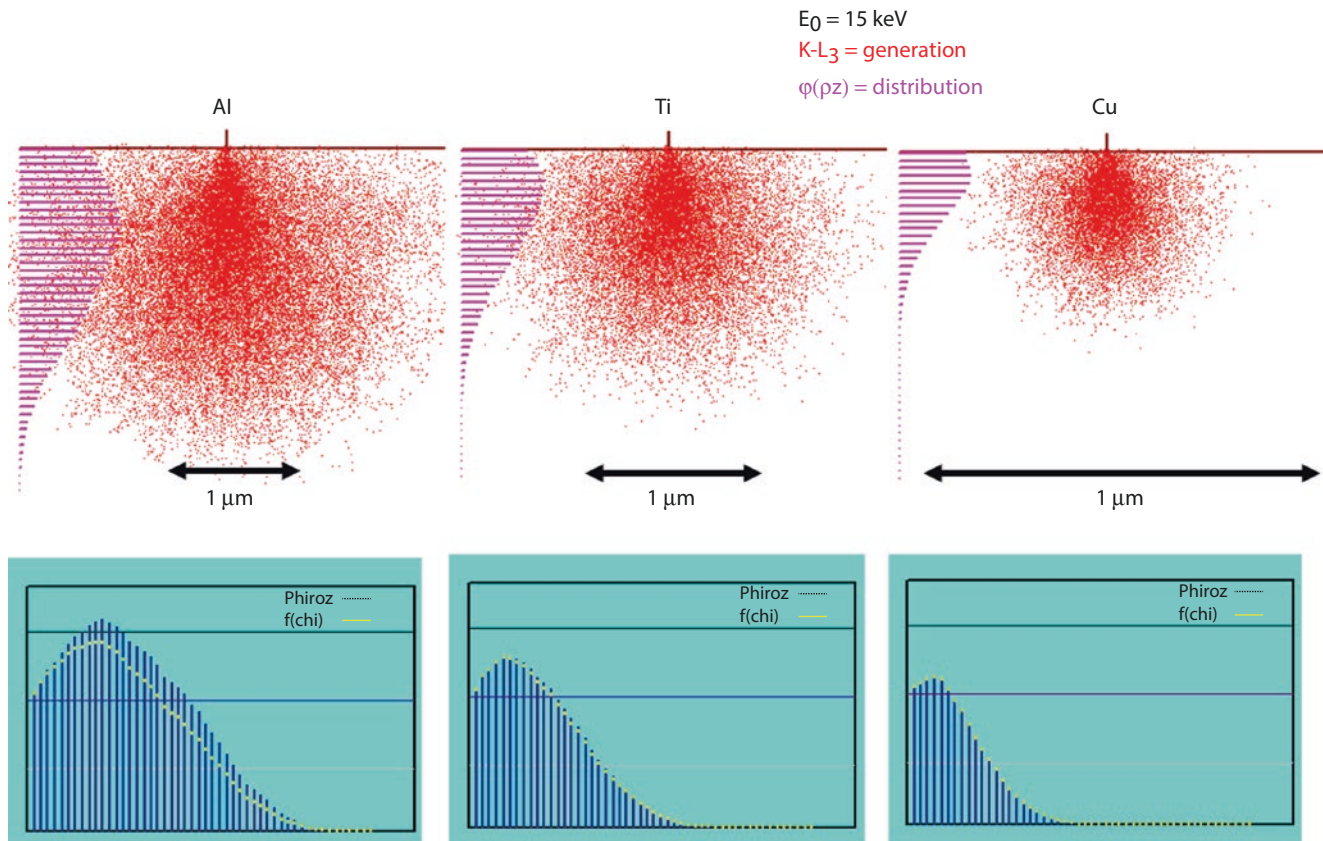 E₀ = 15 keV
K-L₃ = generation
φ(ρz) = distribution
Al
Ti
Cu
1 μm
1 μm
1 μm
Phiroz
f(chi)
Phiroz
f(chi)
Phiroz
f(chi)